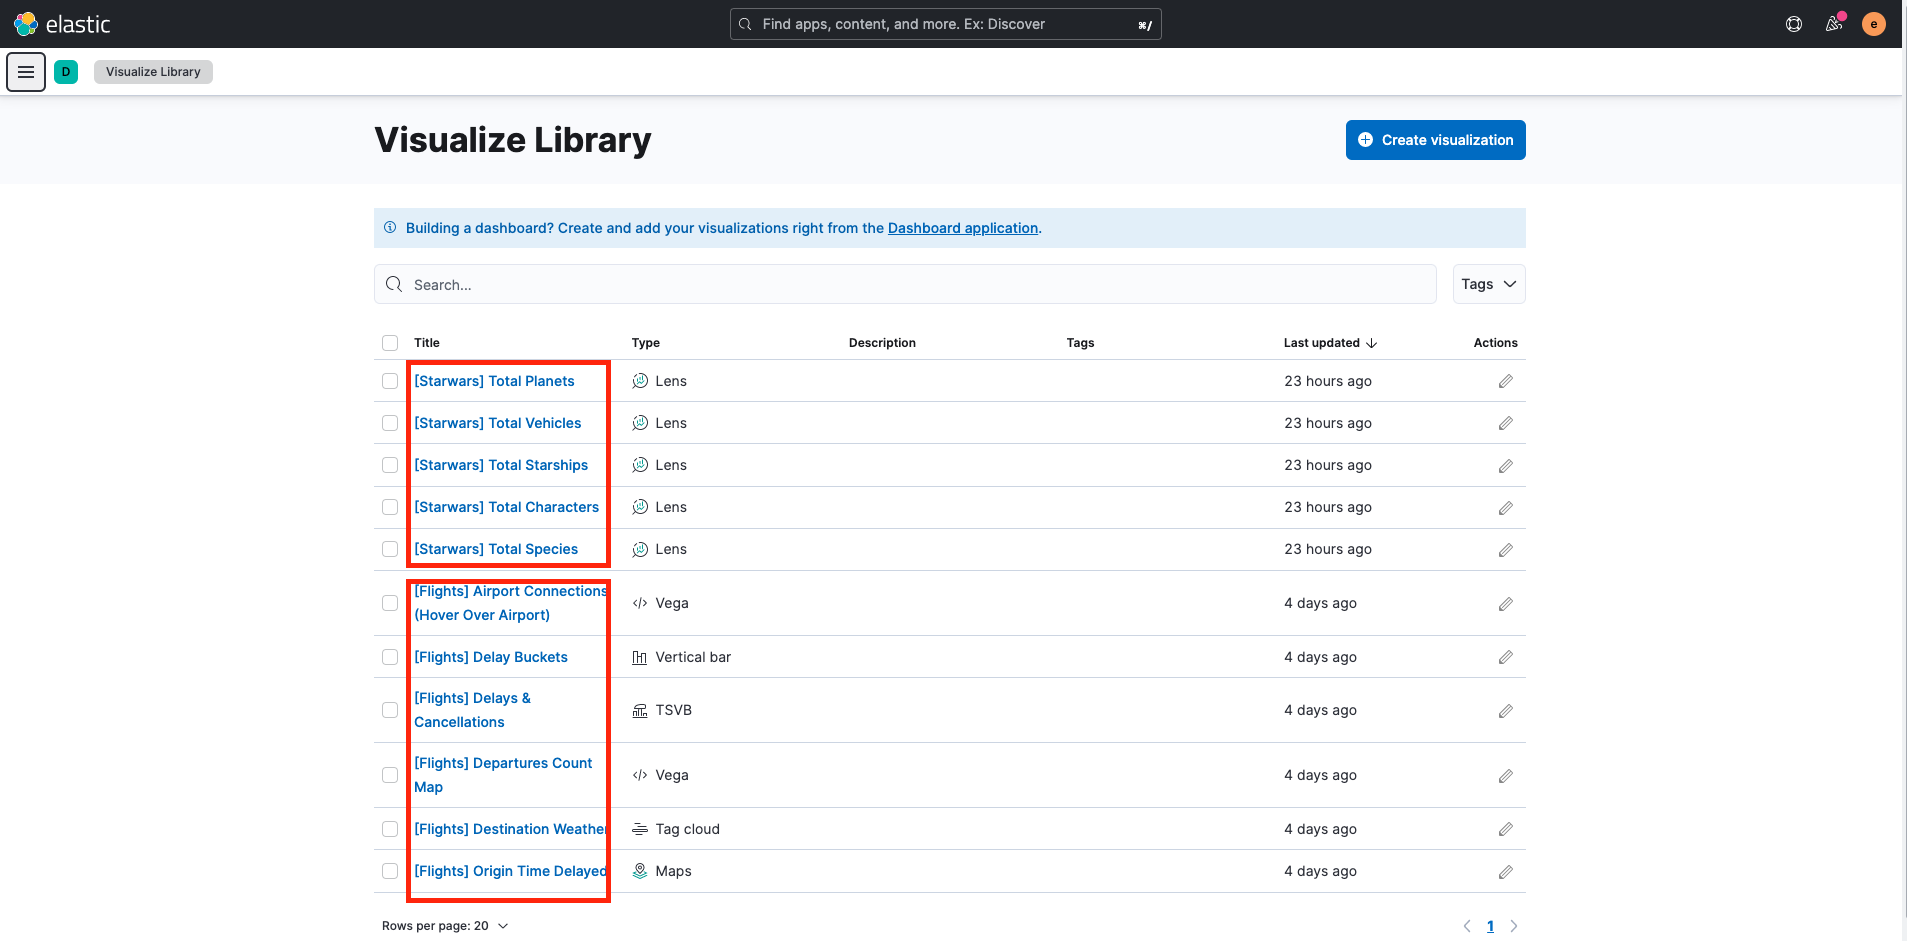 elastic
Find apps, content, and more. Ex: Discover
⌘/
e
D
Visualize Library
Visualize Library
Create visualization
Building a dashboard? Create and add your visualizations right from the Dashboard application.
Search...
Tags
Title Type Description Tags Last updated Actions
[Starwars] Total Planets Lens 23 hours ago
[Starwars] Total Vehicles Lens 23 hours ago
[Starwars] Total Starships Lens 23 hours ago
[Starwars] Total Characters Lens 23 hours ago
[Starwars] Total Species Lens 23 hours ago
[Flights] Airport Connections
(Hover Over Airport)
Vega 4 days ago
[Flights] Delay Buckets Vertical bar 4 days ago
[Flights] Delays &
Cancellations
TSVB 4 days ago
[Flights] Departures Count
Map
Vega 4 days ago
[Flights] Destination Weather Tag cloud 4 days ago
[Flights] Origin Time Delayed Maps 4 days ago
Rows per page: 20
1